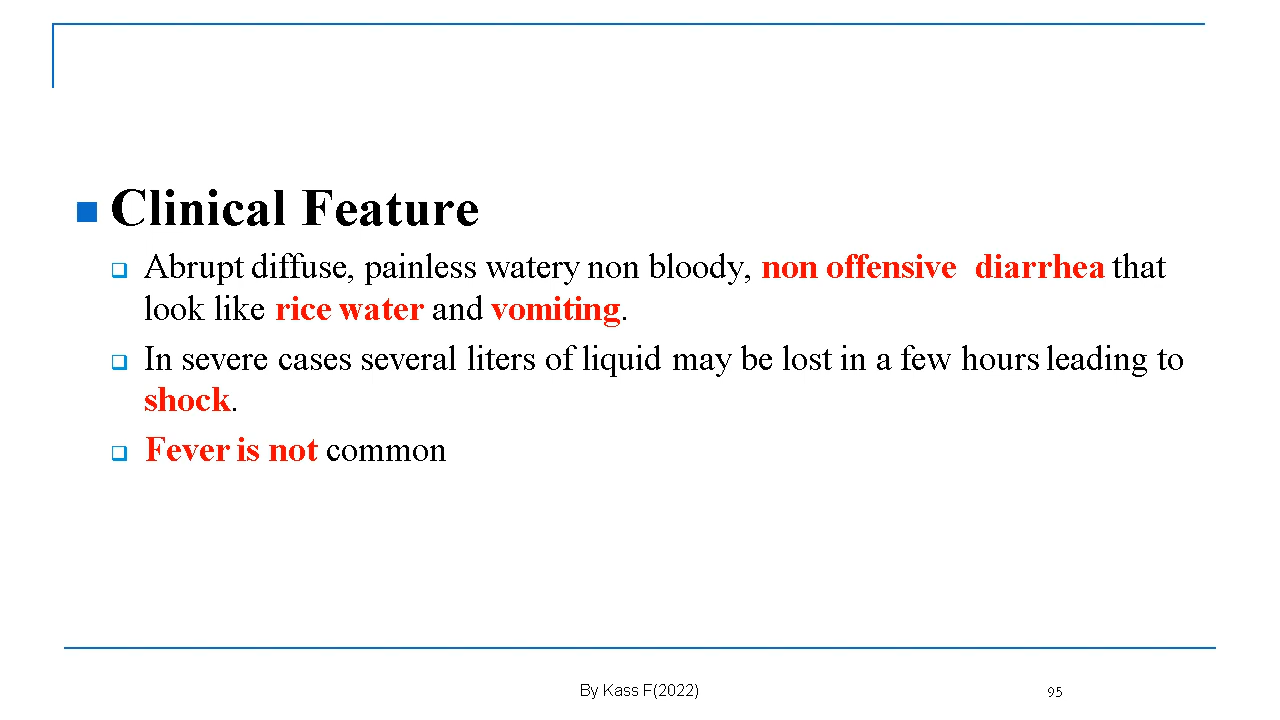 Clinical Feature
Abrupt diffuse, painless watery non bloody, non offensive diarrhea that
look like rice water and vomiting.
In severe cases several liters of liquid may be lost in a few hours leading to
shock.
Fever is not common
By Kass F(2022)
95